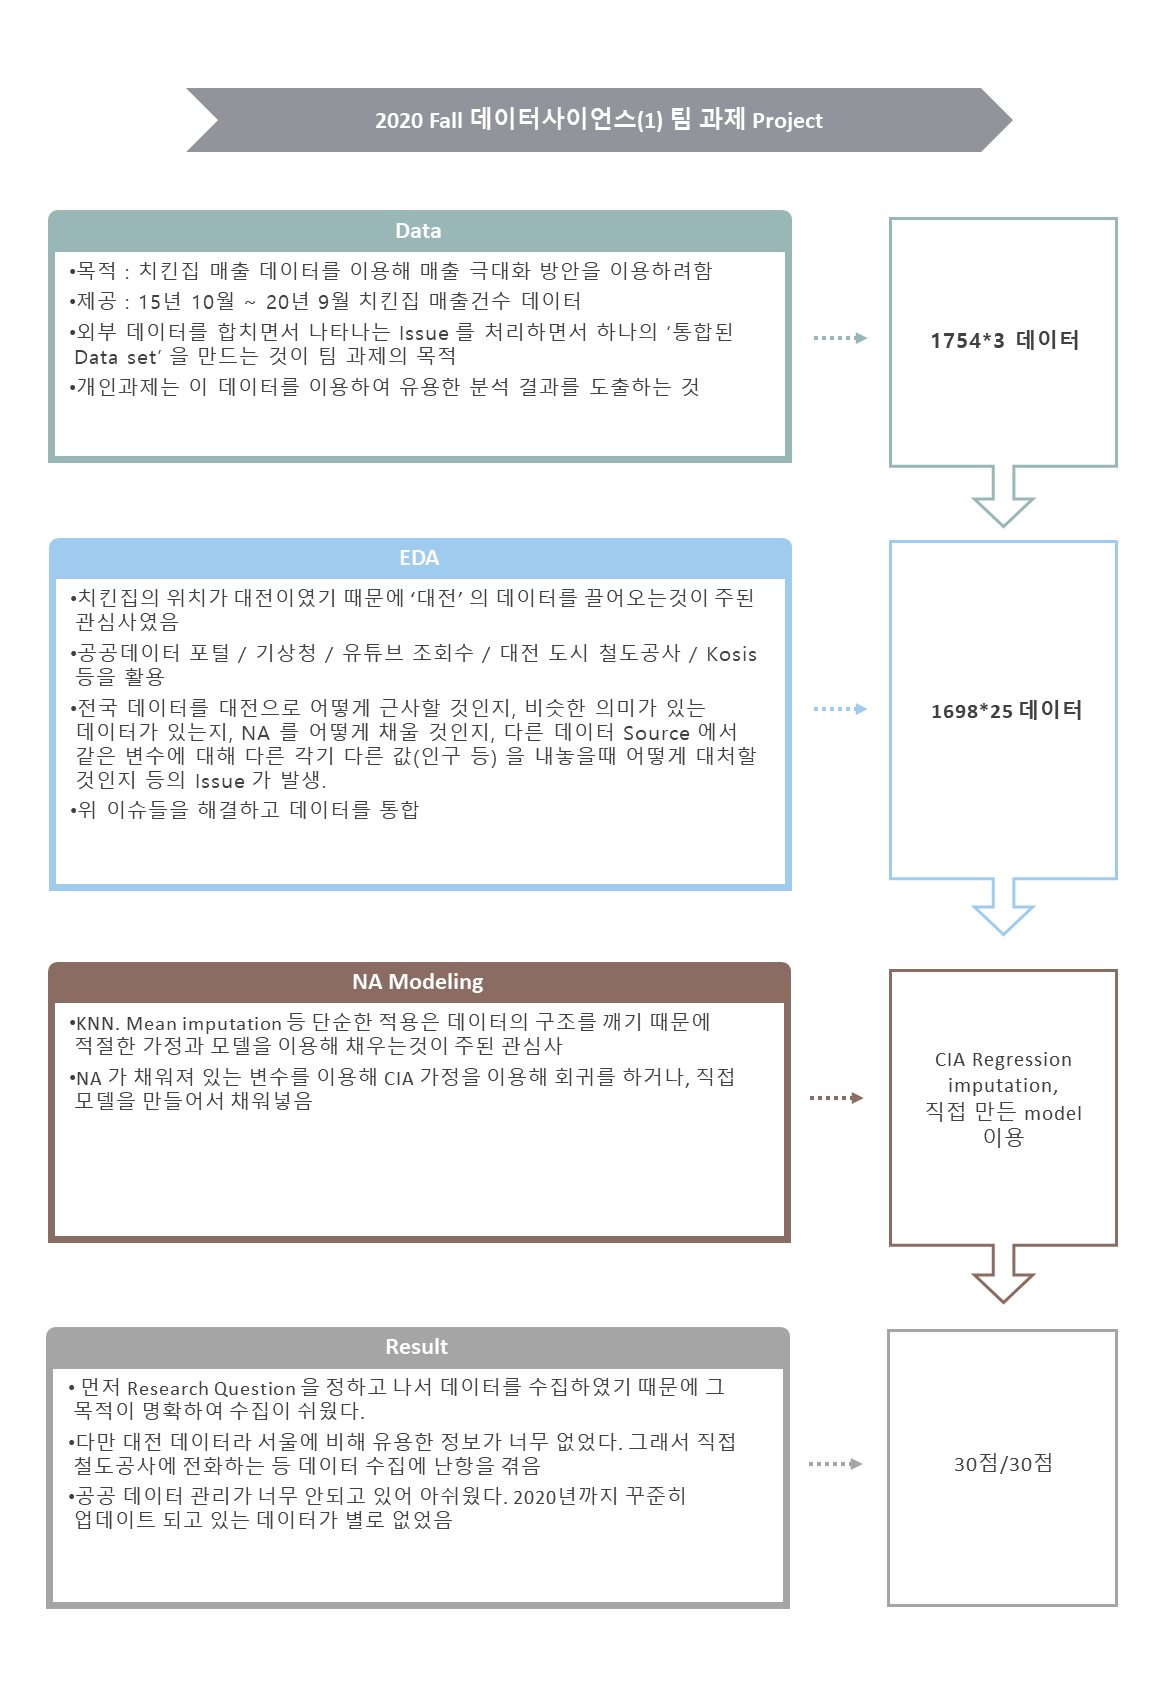 2020 Fall 데이터사이언스(1) 팀 과제 Project
Data
•목적 : 치킨집 매출 데이터를 이용해 매출 극대화 방안을 이용하려함
•제공 : 15년 10월 ~ 20년 9월 치킨집 매출건수 데이터
•외부 데이터를 합치면서 나타나는 Issue 를 처리하면서 하나의 ‘통합된
Data set’ 을 만드는 것이 팀 과제의 목적
•개인과제는 이 데이터를 이용하여 유용한 분석 결과를 도출하는 것
1754*3 데이터
EDA
•치킨집의 위치가 대전이였기 때문에 ‘대전’ 의 데이터를 끌어오는것이 주된
관심사였음
•공공데이터 포털 / 기상청 / 유튜브 조회수 / 대전 도시 철도공사 / Kosis
등을 활용
•전국 데이터를 대전으로 어떻게 근사할 것인지, 비슷한 의미가 있는
데이터가 있는지, NA 를 어떻게 채울 것인지, 다른 데이터 Source 에서
같은 변수에 대해 다른 각기 다른 값(인구 등) 을 내놓을때 어떻게 대처할
것인지 등의 Issue 가 발생.
•위 이슈들을 해결하고 데이터를 통합
1698*25 데이터
NA Modeling
•KNN. Mean imputation 등 단순한 적용은 데이터의 구조를 깨기 때문에
적절한 가정과 모델을 이용해 채우는것이 주된 관심사
•NA 가 채워져 있는 변수를 이용해 CIA 가정을 이용해 회귀를 하거나, 직접
모델을 만들어서 채워넣음
CIA Regression
imputation,
직접 만든 model
이용
Result
• 먼저 Research Question 을 정하고 나서 데이터를 수집하였기 때문에 그
목적이 명확하여 수집이 쉬웠다.
•다만 대전 데이터라 서울에 비해 유용한 정보가 너무 없었다. 그래서 직접
철도공사에 전화하는 등 데이터 수집에 난항을 겪음
•공공 데이터 관리가 너무 안되고 있어 아쉬웠다. 2020년까지 꾸준히
업데이트 되고 있는 데이터가 별로 없었음
30점/30점